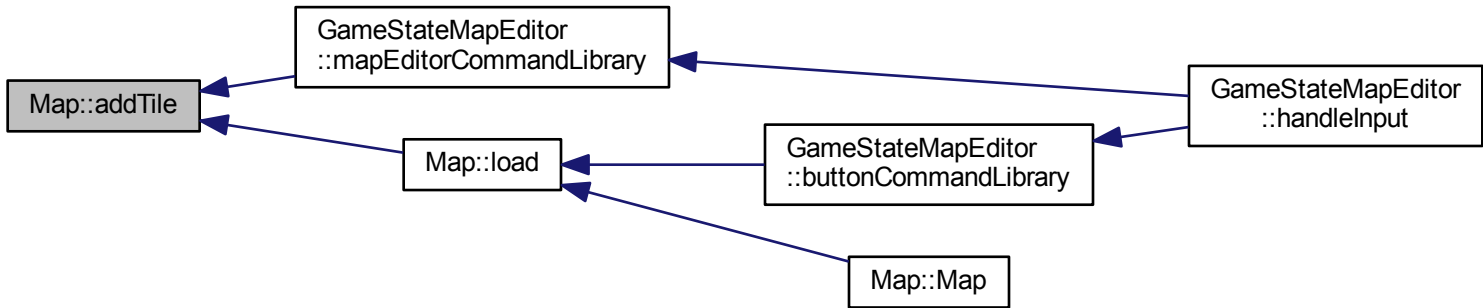 Map::addTile
GameStateMapEditor
::mapEditorCommandLibrary
Map::load
GameStateMapEditor
::buttonCommandLibrary
Map::Map
GameStateMapEditor
::handleInput